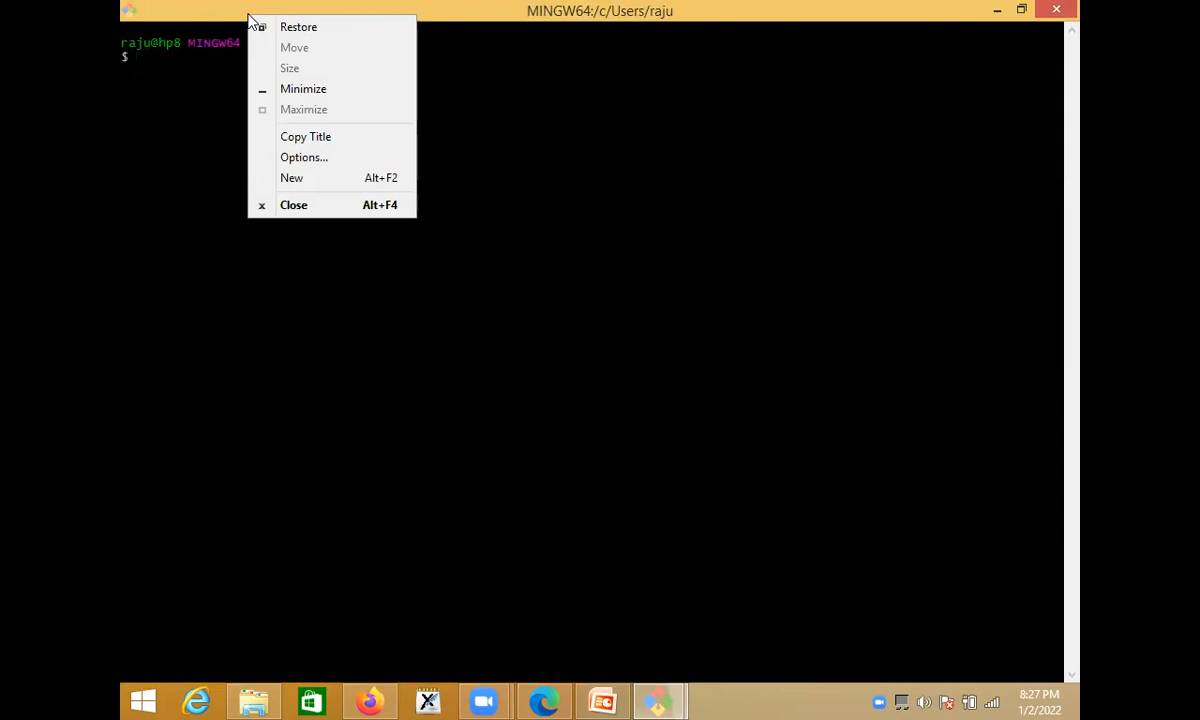 MINGW64:/c/Users/raju
raju@hp8 MINGW64
$
Restore
Move
Size
Minimize
Maximize
Copy Title
Options...
New Alt+F2
x Close Alt+F4
8:27 PM
1/2/2022